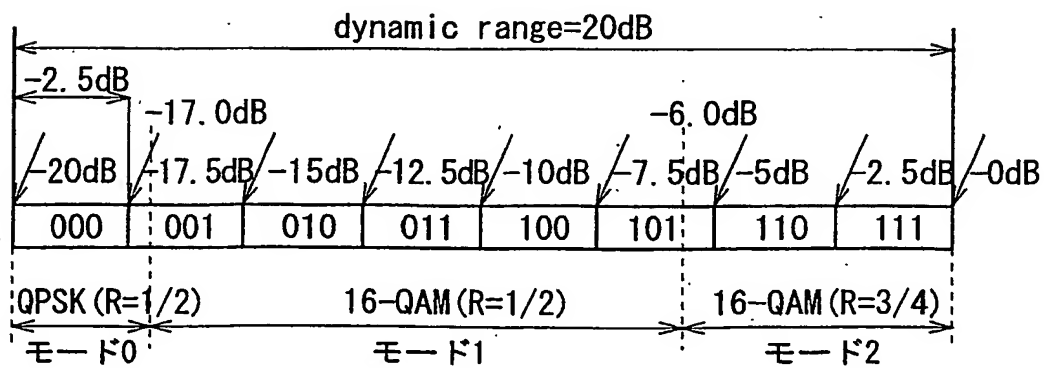 dynamic range=20dB
-2.5dB
-17.0dB
-6.0dB
-20dB -17.5dB -15dB -12.5dB -10dB -7.5dB -5dB -2.5dB -0dB
000 001 010 011 100 101 110 111
QPSK(R=1/2) 16-QAM(R=1/2) 16-QAM(R=3/4)
モード0 モード1 モード2